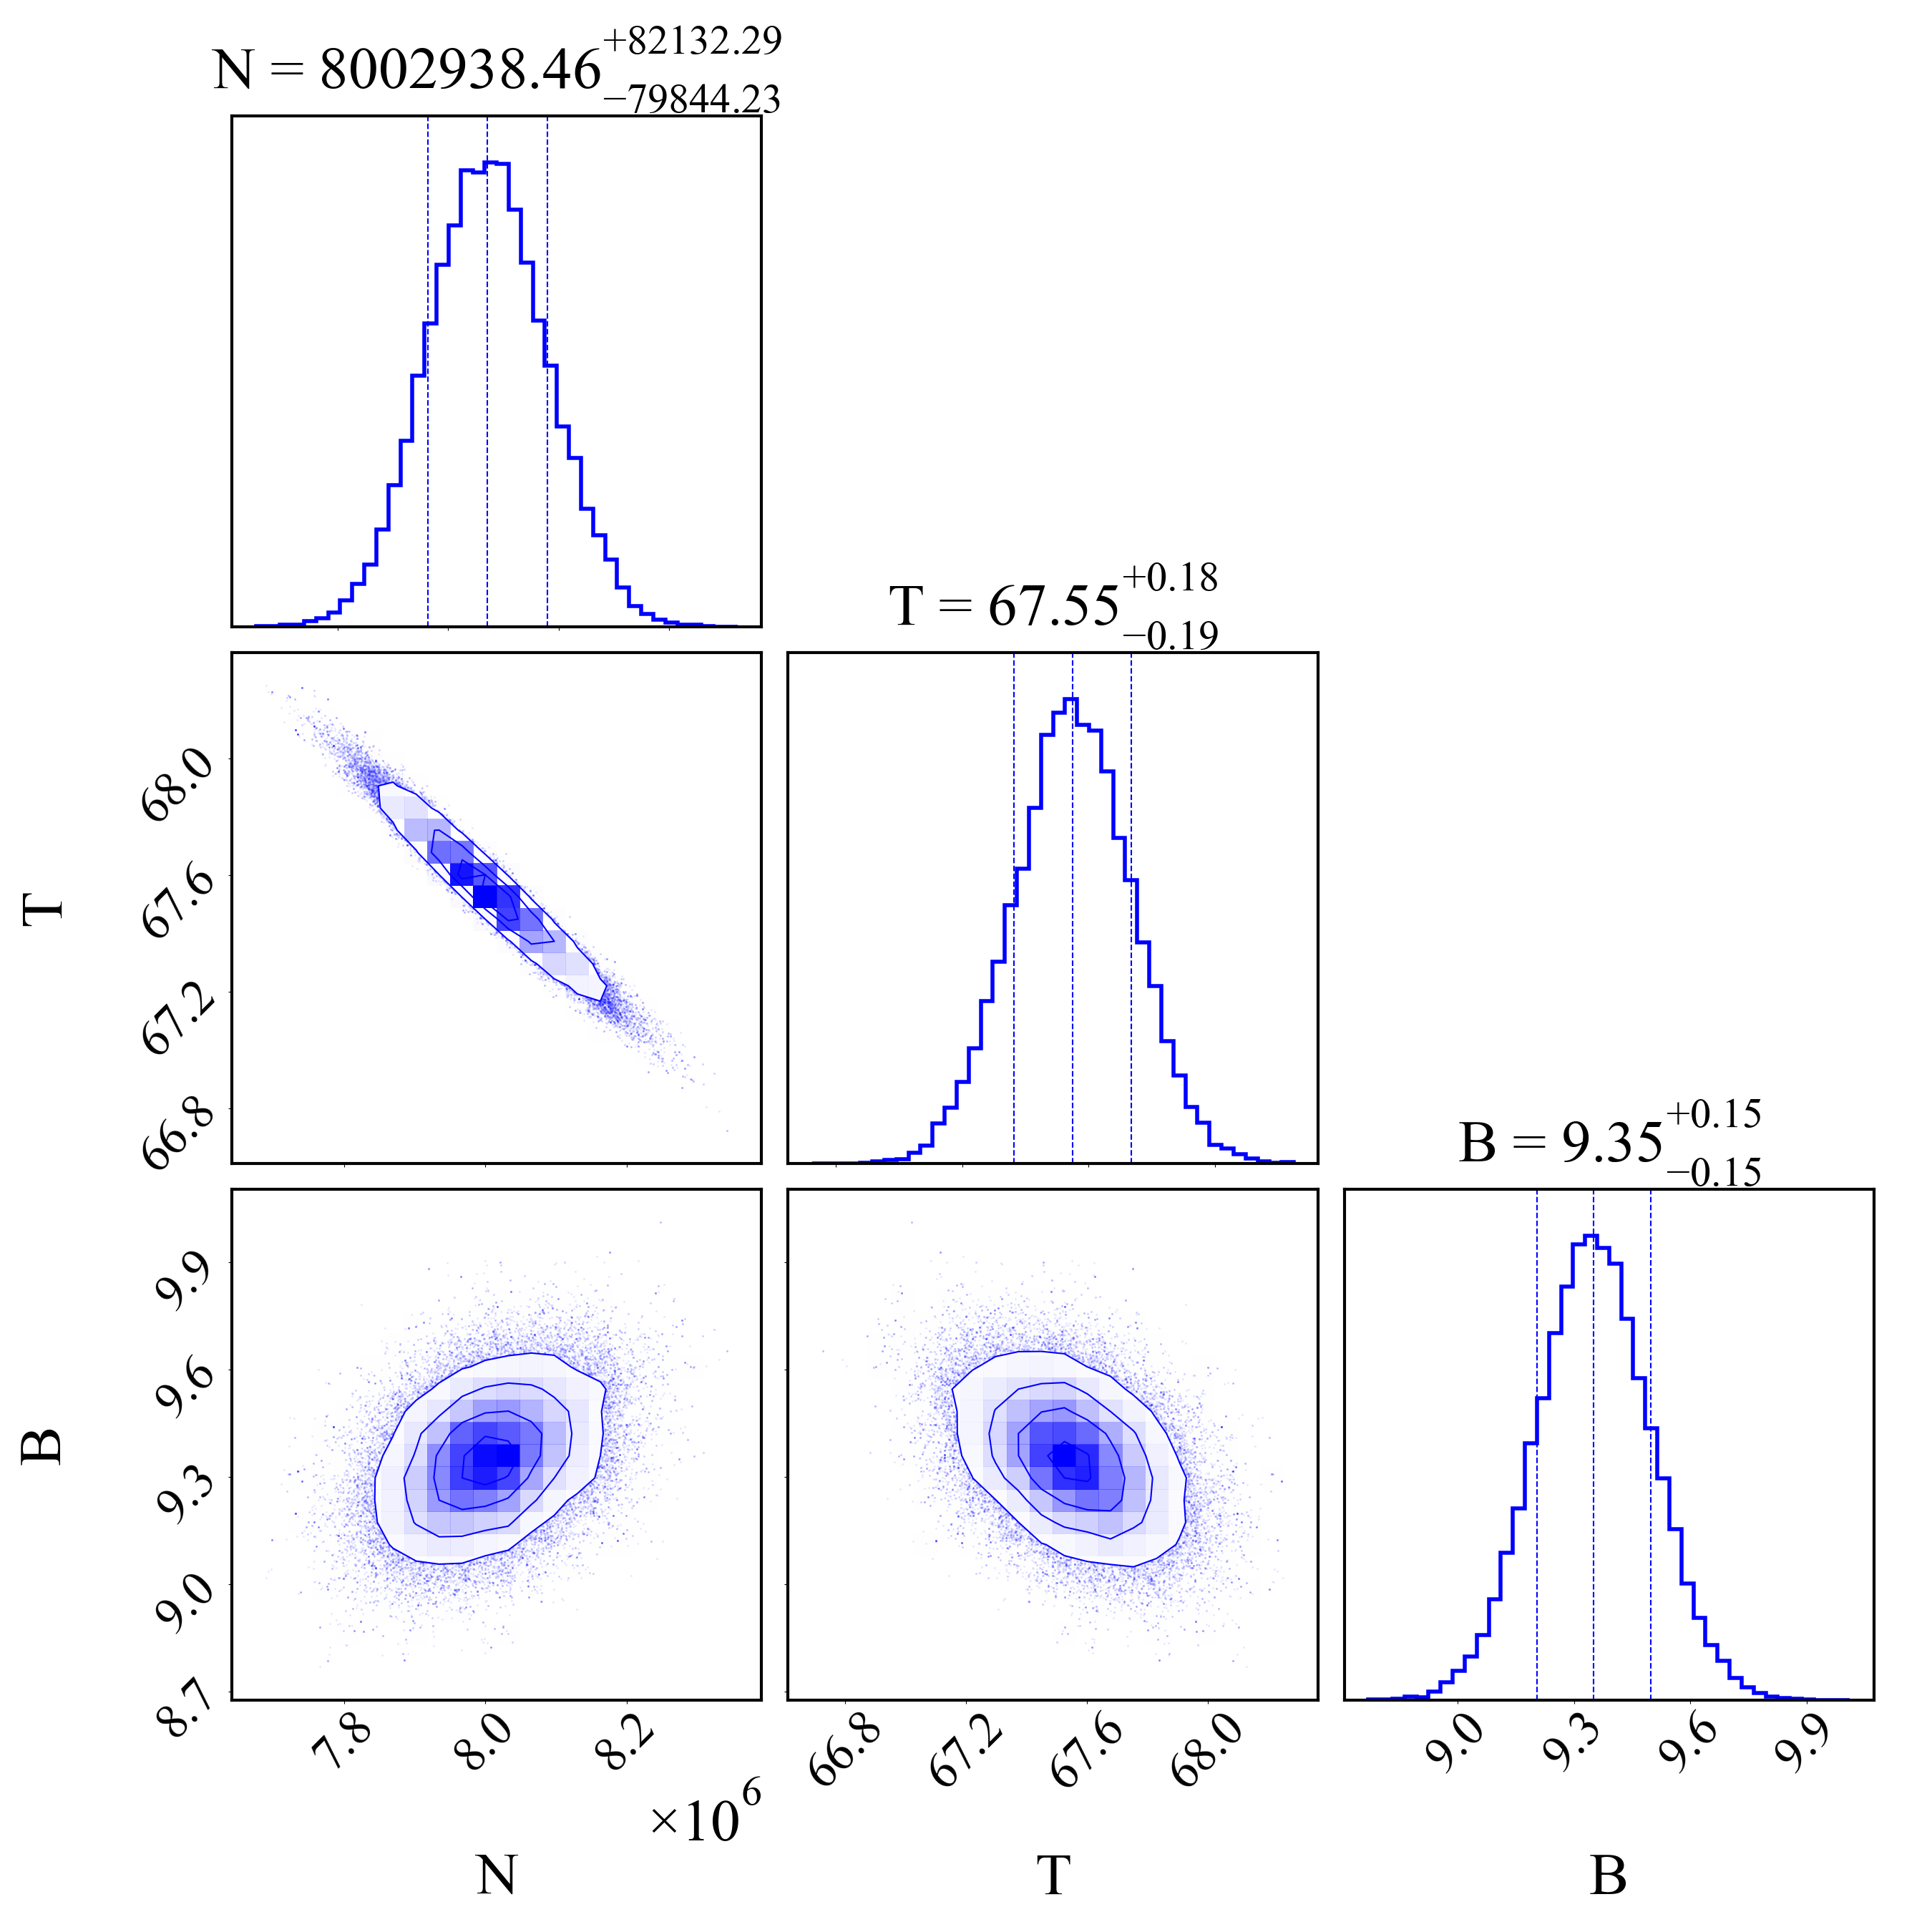 N = 8002938.46 +82132.29 −79844.23
T = 67.55 +0.18 −0.19
68.0
67.6
67.2
66.8
T
B = 9.35 +0.15 −0.15
9.9
9.6
9.3
9.0
8.7
B
7.8 8.0 8.2 66.8 67.2 67.6 68.0 9.0 9.3 9.6 9.9
×10⁶
N T B